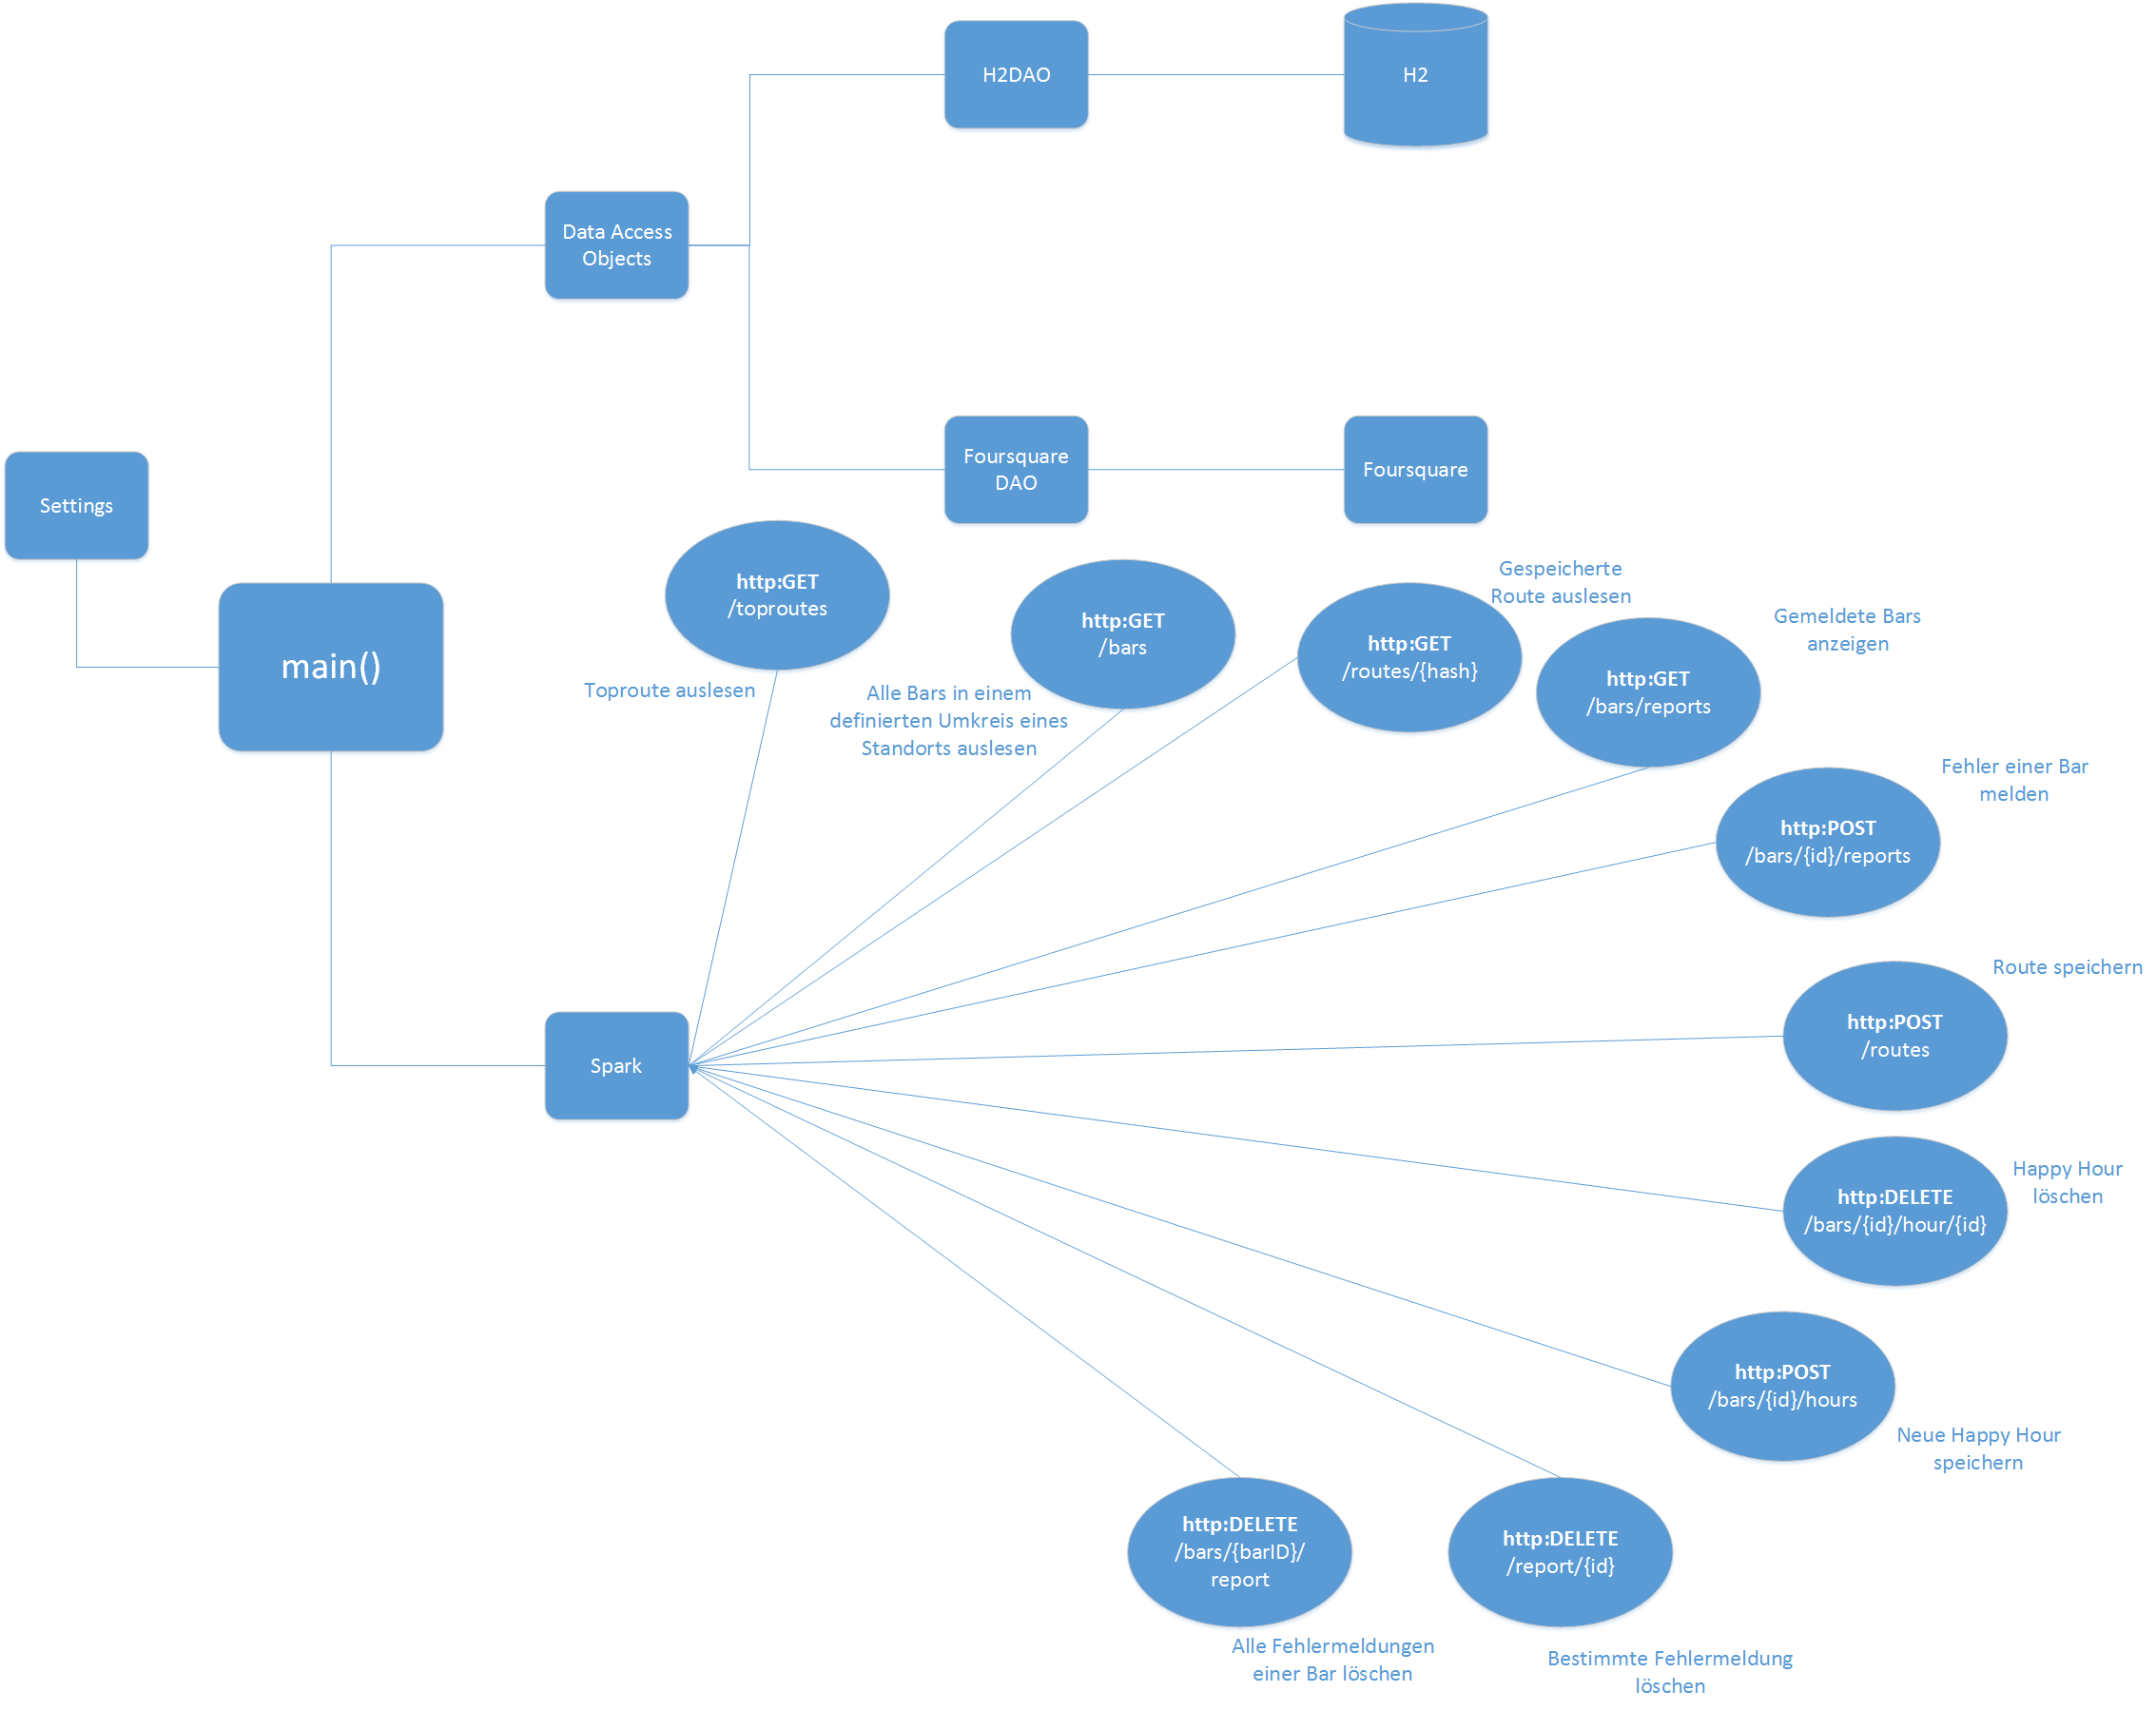 H2DAO
H2
Data Access
Objects
Foursquare
DAO
Foursquare
Settings
main()
http:GET
/toproutes
Toproute auslesen
http:GET
/bars
Alle Bars in einem
definierten Umkreis eines
Standorts auslesen
http:GET
/routes/{hash}
Gespeicherte
Route auslesen
http:GET
/bars/reports
Gemeldete Bars
anzeigen
http:POST
/bars/{id}/reports
Fehler einer Bar
melden
http:POST
/routes
Route speichern
Spark
http:DELETE
/bars/{id}/hour/{id}
Happy Hour
löschen
http:POST
/bars/{id}/hours
Neue Happy Hour
speichern
http:DELETE
/bars/{barID}/
report
Alle Fehlermeldungen
einer Bar löschen
http:DELETE
/report/{id}
Bestimmte Fehlermeldung
löschen